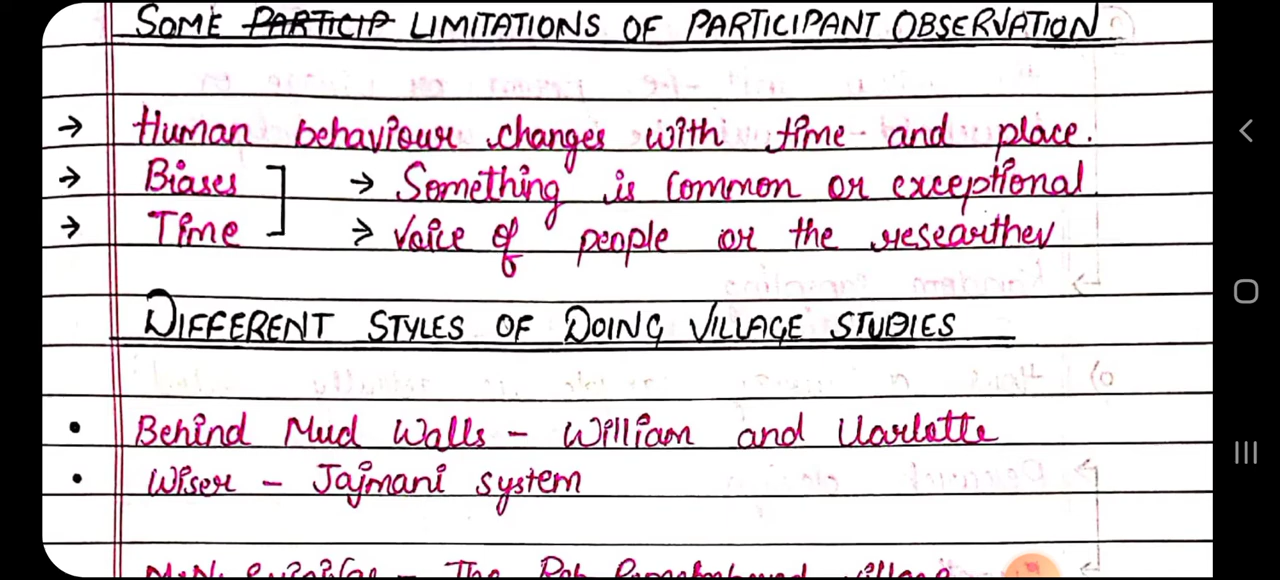 SOME PARTICIP LIMITATIONS OF PARTICIPANT OBSERVATION
→ Human behaviour changes with time and place.
→ Biases ] → Something is common or exceptional.
→ Time → Voice of people or the researcher
DIFFERENT STYLES OF DOING VILLAGE STUDIES
• Behind Mud Walls - William and Charlotte
• Wiser - Jajmani system
The